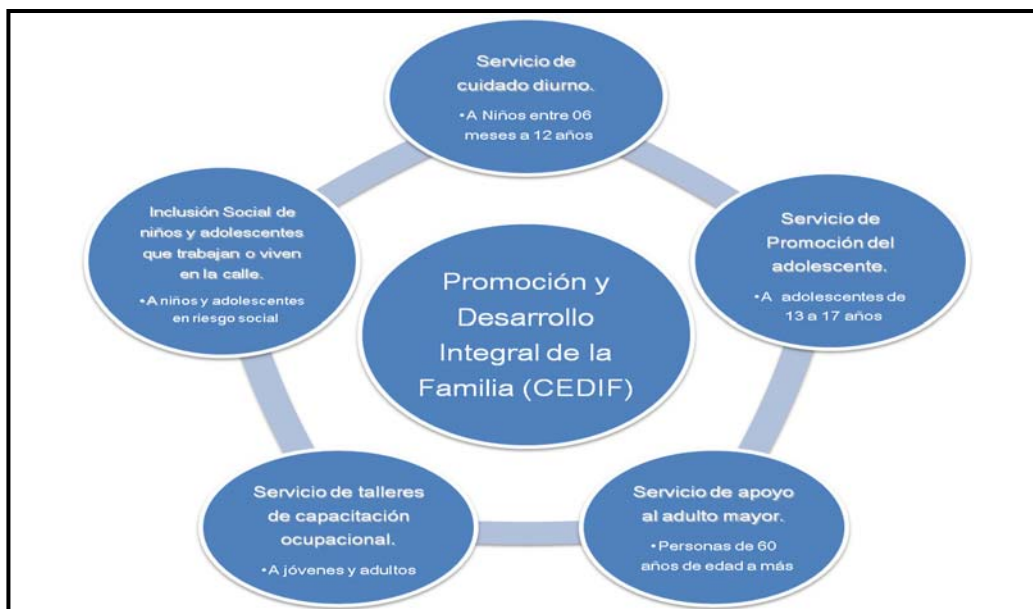 Servicio de
cuidado diurno.
•A Niños entre 06
meses a 12 años
Servicio de
Promoción del
adolescente.
•A adolescentes de
13 a 17 años
Servicio de apoyo
al adulto mayor.
•Personas de 60
años de edad a más
Servicio de talleres
de capacitación
ocupacional.
•A jóvenes y adultos
Inclusión Social de
niños y adolescentes
que trabajan o viven
en la calle.
•A niños y adolescentes
en riesgo social
Promoción y
Desarrollo
Integral de la
Familia (CEDIF)